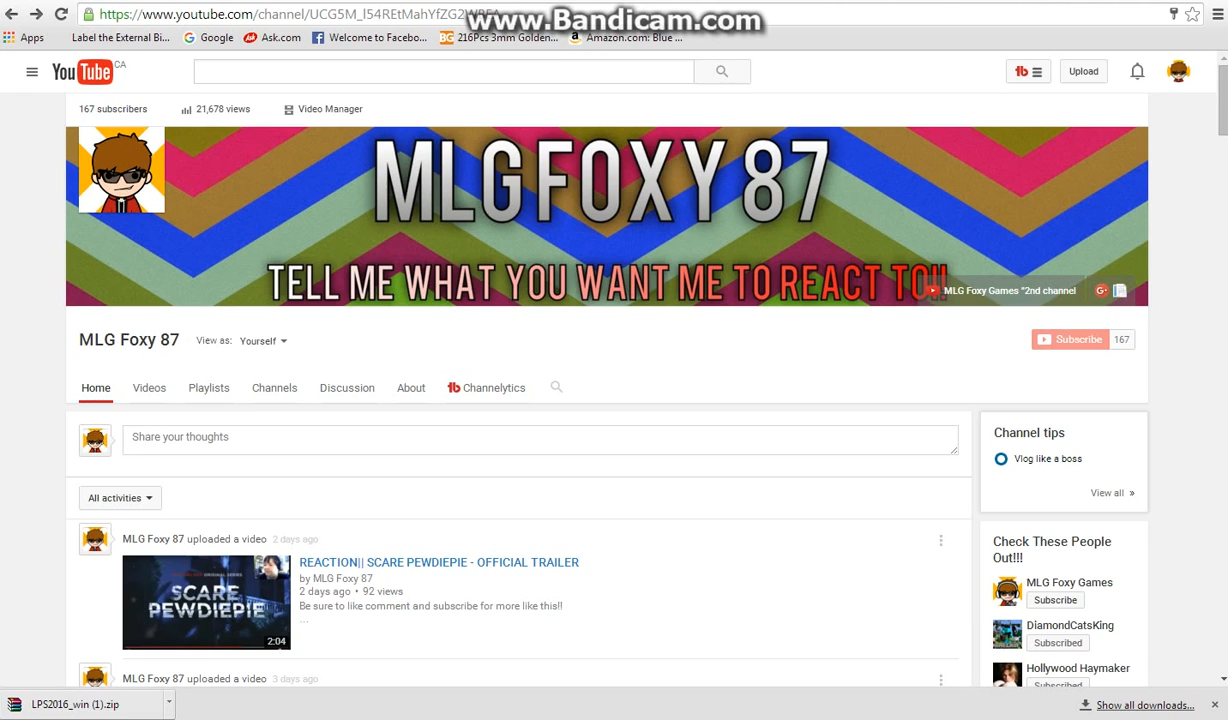 https://www.youtube.com/channel/UCG5M_l54REtMahYfZG2
www.Bandicam.com
Apps Label the External Bi... Google Ask.com Welcome to Facebo... 216Pcs 3mm Golden... Amazon.com: Blue ...
YouTube CA
Upload
167 subscribers 21,678 views Video Manager
MLG FOXY 87
TELL ME WHAT YOU WANT ME TO REACT TO!!
MLG Foxy Games "2nd channel
MLG Foxy 87 View as: Yourself
Subscribe 167
Home Videos Playlists Channels Discussion About Channelytics
Share your thoughts
All activities
MLG Foxy 87 uploaded a video 2 days ago
SCARE
PEWDIEPIE
2:04
REACTION|| SCARE PEWDIEPIE - OFFICIAL TRAILER
by MLG Foxy 87
2 days ago • 92 views
Be sure to like comment and subscribe for more like this!!
...
MLG Foxy 87 uploaded a video 3 days ago
Channel tips
Vlog like a boss
View all »
Check These People
Out!!!
MLG Foxy Games
Subscribe
DiamondCatsKing
Subscribed
Hollywood Haymaker
Subscribed
LPS2016_win (1).zip
Show all downloads...